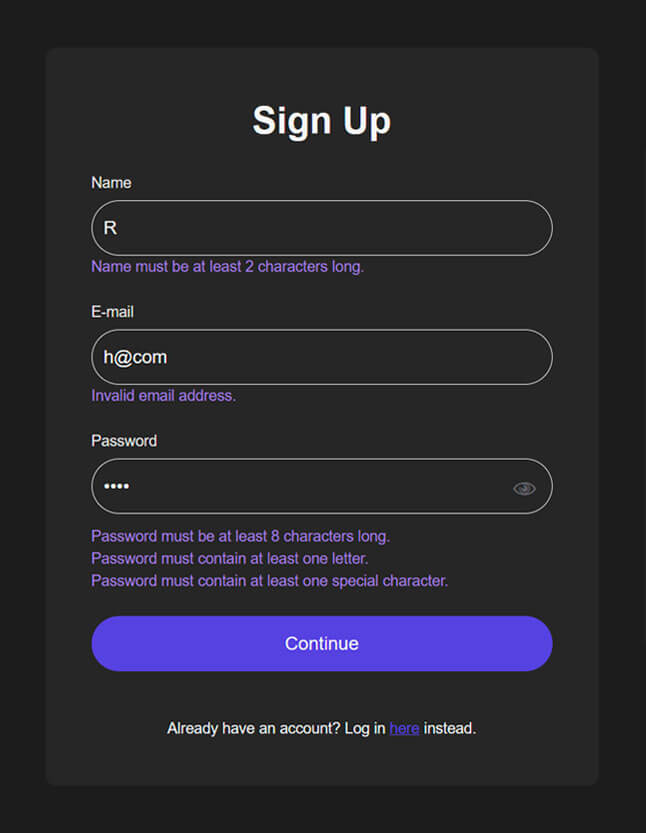 Sign Up
Name
R
Name must be at least 2 characters long.
E-mail
h@com
Invalid email address.
Password
••••
Password must be at least 8 characters long.
Password must contain at least one letter.
Password must contain at least one special character.
Continue
Already have an account? Log in here instead.